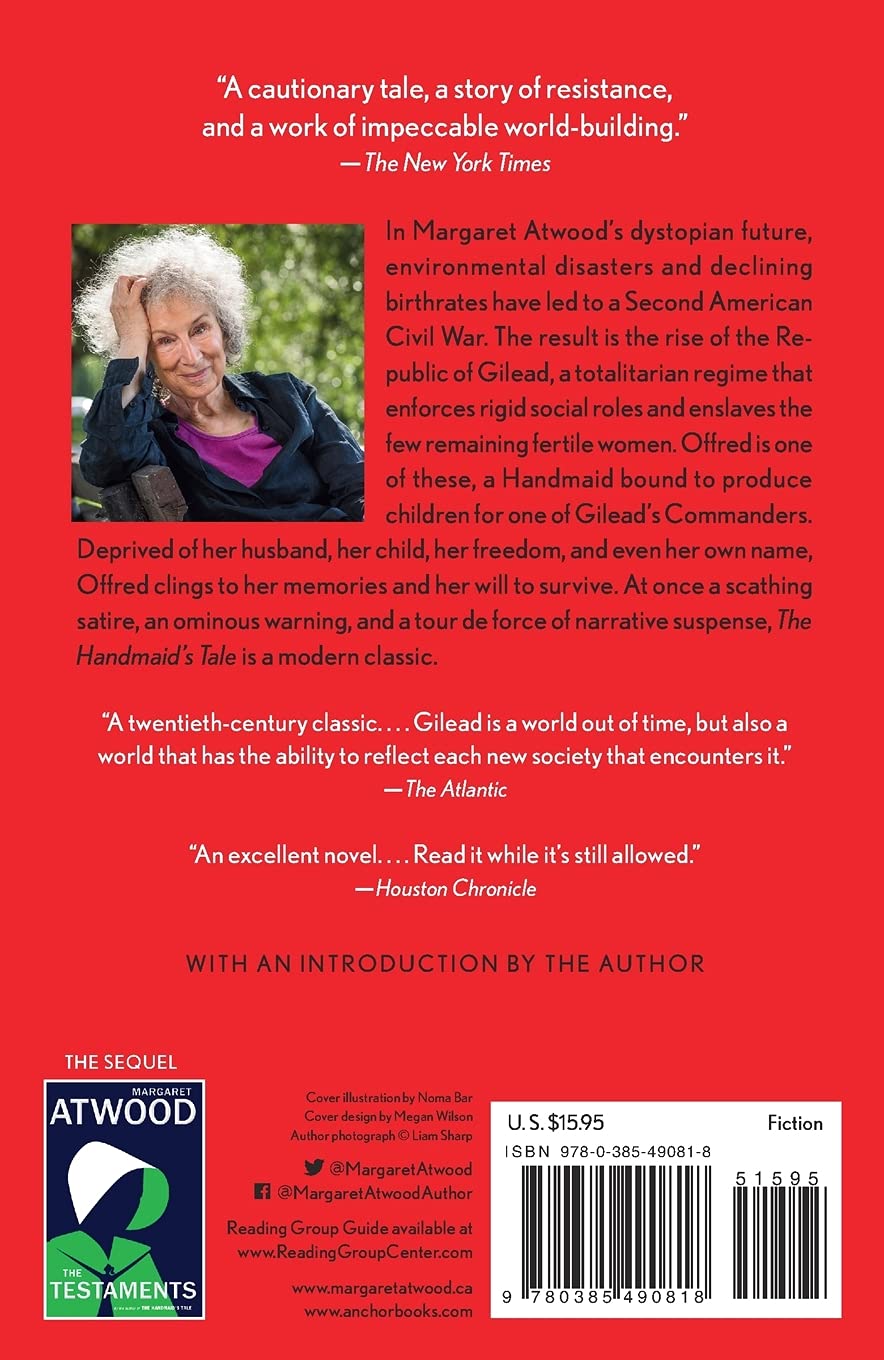 “A cautionary tale, a story of resistance,
and a work of impeccable world-building.”
—The New York Times
In Margaret Atwood’s dystopian future,
environmental disasters and declining
birthrates have led to a Second American
Civil War. The result is the rise of the Re-
public of Gilead, a totalitarian regime that
enforces rigid social roles and enslaves the
few remaining fertile women. Offred is one
of these, a Handmaid bound to produce
children for one of Gilead’s Commanders.
Deprived of her husband, her child, her freedom, and even her own name,
Offred clings to her memories and her will to survive. At once a scathing
satire, an ominous warning, and a tour de force of narrative suspense, The
Handmaid’s Tale is a modern classic.
“A twentieth-century classic. . . . Gilead is a world out of time, but also a
world that has the ability to reflect each new society that encounters it.”
—The Atlantic
“An excellent novel. . . . Read it while it’s still allowed.”
—Houston Chronicle
WITH AN INTRODUCTION BY THE AUTHOR
THE SEQUEL
MARGARET
ATWOOD
THE
TESTAMENTS
THE HANDMAID'S TALE
Cover illustration by Noma Bar
Cover design by Megan Wilson
Author photograph © Liam Sharp
@MargaretAtwood
@MargaretAtwoodAuthor
Reading Group Guide available at
www.ReadingGroupCenter.com
www.margaretatwood.ca
www.anchorbooks.com
U.S. $15.95 Fiction
ISBN 978-0-385-49081-8
51595
9 780385 490818